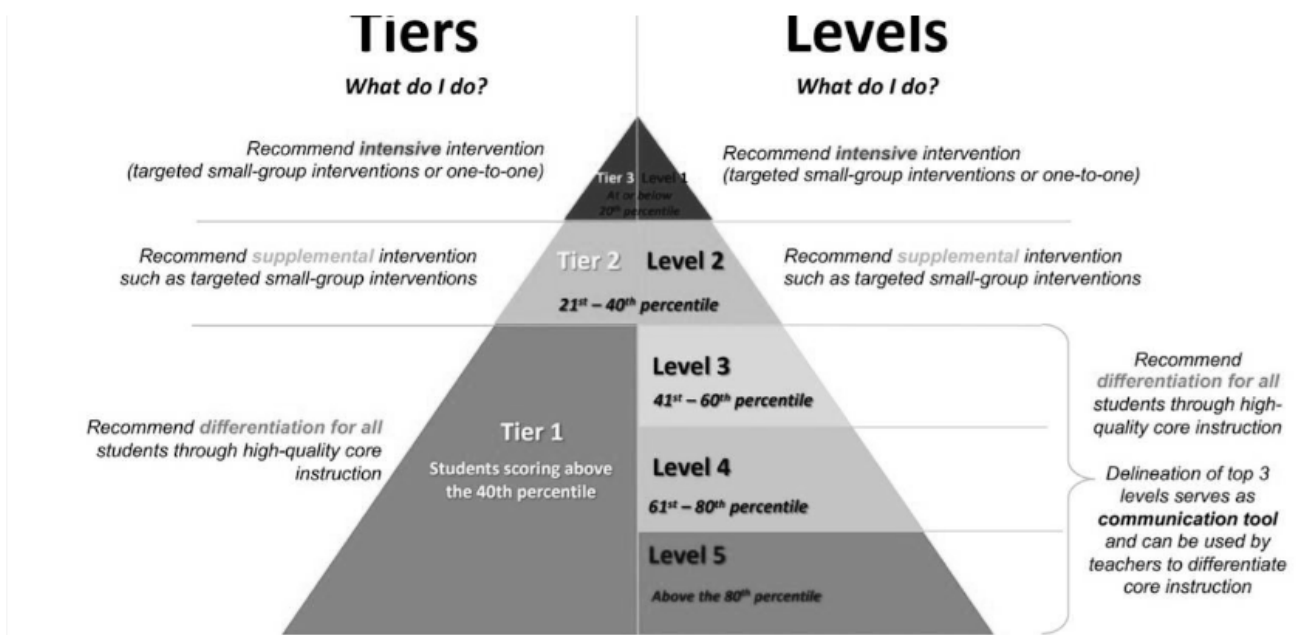 Tiers
What do I do?
Levels
What do I do?
Recommend intensive intervention
(targeted small-group interventions or one-to-one)
Tier 3 Level 1
At or below
20th percentile
Recommend intensive intervention
(targeted small-group interventions or one-to-one)
Recommend supplemental intervention
such as targeted small-group interventions
Tier 2 Level 2
21st – 40th percentile
Recommend supplemental intervention
such as targeted small-group interventions
Recommend differentiation for all
students through high-quality core
instruction
Tier 1
Students scoring above
the 40th percentile
Level 3
41st – 60th percentile
Level 4
61st – 80th percentile
Level 5
Above the 80th percentile
Recommend
differentiation for all
students through high-
quality core instruction
Delineation of top 3
levels serves as
communication tool
and can be used by
teachers to differentiate
core instruction